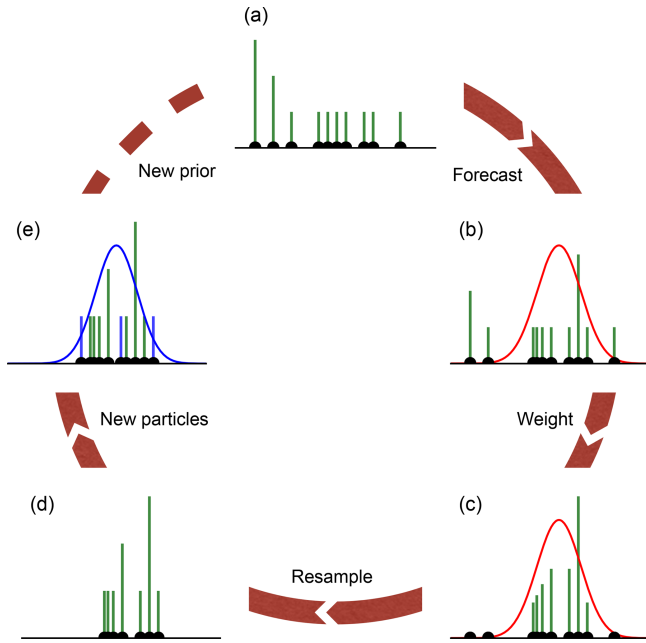 (a)
New prior
Forecast
(e)
(b)
New particles
Weight
(d)
(c)
Resample